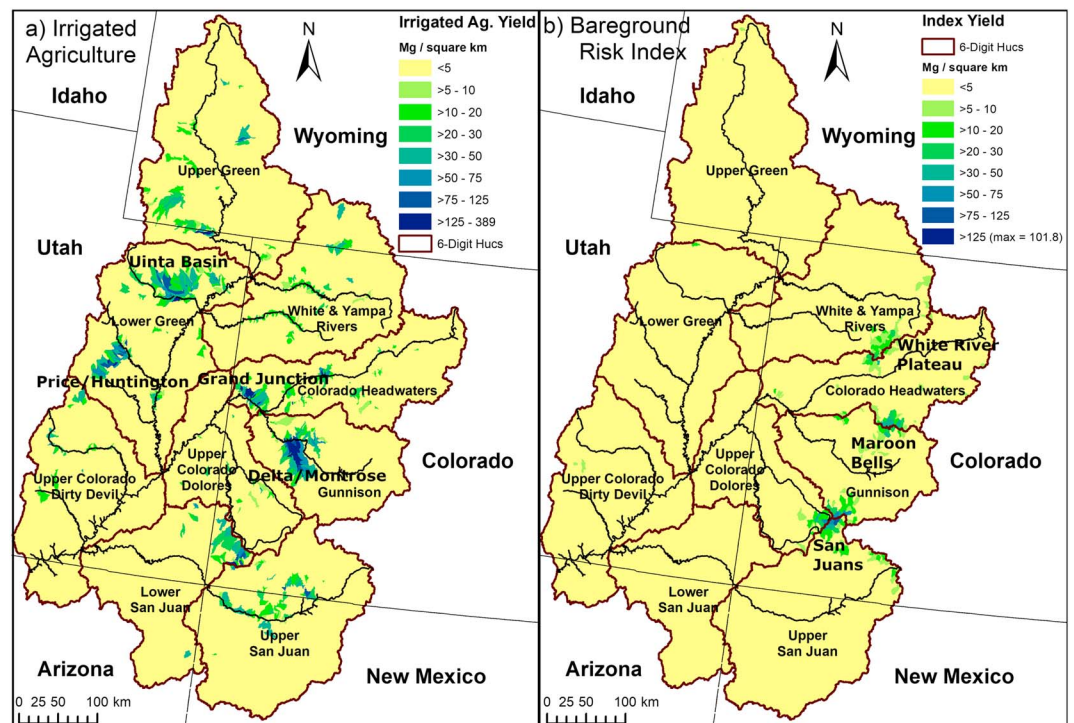 a) Irrigated
Agriculture
N
Irrigated Ag. Yield
Mg / square km
<5
>5 - 10
>10 - 20
>20 - 30
>30 - 50
>50 - 75
>75 - 125
>125 - 389
6-Digit Hucs
Idaho
Wyoming
Upper Green
Utah
Uinta Basin
Lower Green
White & Yampa
Rivers
Price/Huntington
Grand Junction
Colorado Headwaters
Upper
Colorado
Dolores
Colorado
Delta/Montrose
Gunnison
Upper Colorado
Dirty Devil
Lower
San Juan
Upper
San Juan
Arizona
New Mexico
0 25 50 100 km
b) Bareground
Risk Index
N
Index Yield
6-Digit Hucs
Mg / square km
<5
>5 - 10
>10 - 20
>20 - 30
>30 - 50
>50 - 75
>75 - 125
>125 (max = 101.8)
Idaho
Wyoming
Upper Green
Utah
Lower Green
White & Yampa
Rivers
White River
Plateau
Colorado Headwaters
Maroon
Bells
Upper
Colorado
Dolores
Colorado
Gunnison
Upper Colorado
Dirty Devil
San
Juans
Lower
San Juan
Upper
San Juan
Arizona
New Mexico
0 25 50 100 km